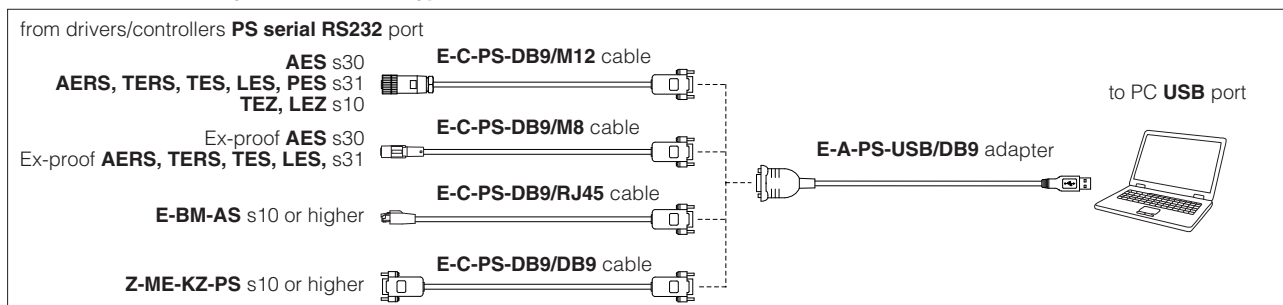 from drivers/controllers PS serial RS232 port
AES s30
AERS, TERS, TES, LES, PES s31
TEZ, LEZ s10
E-C-PS-DB9/M12 cable
Ex-proof AES s30
Ex-proof AERS, TERS, TES, LES, s31
E-C-PS-DB9/M8 cable
E-BM-AS s10 or higher
E-C-PS-DB9/RJ45 cable
Z-ME-KZ-PS s10 or higher
E-C-PS-DB9/DB9 cable
E-A-PS-USB/DB9 adapter
to PC USB port